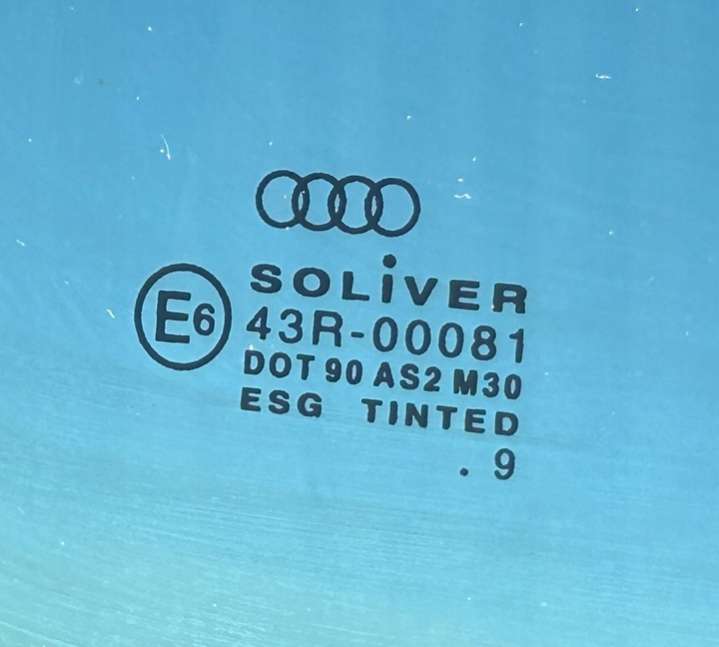 SOLiVER
E6 43R-00081
DOT 90 AS2 M30
ESG TINTED
. 9